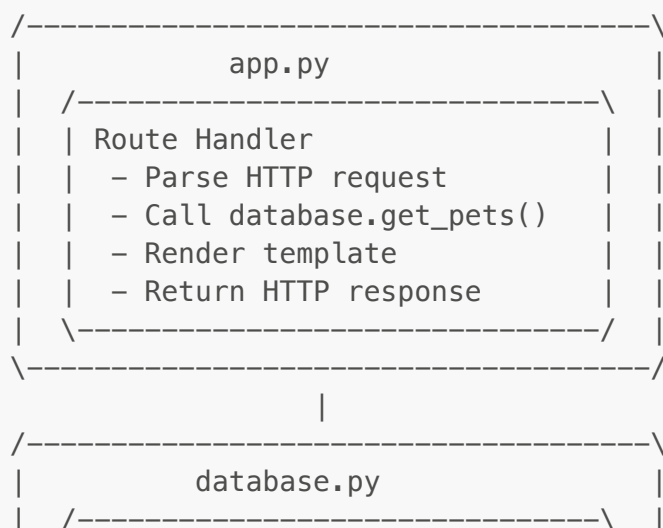 /-------------------------------------\
|            app.py                   |
|  /-------------------------------\  |
|  | Route Handler                 |  |
|  |  - Parse HTTP request         |  |
|  |  - Call database.get_pets()   |  |
|  |  - Render template            |  |
|  |  - Return HTTP response       |  |
|  \-------------------------------/  |
\-------------------------------------/
                  |
/-------------------------------------\
|          database.py                |
|  /-------------------------------\  |